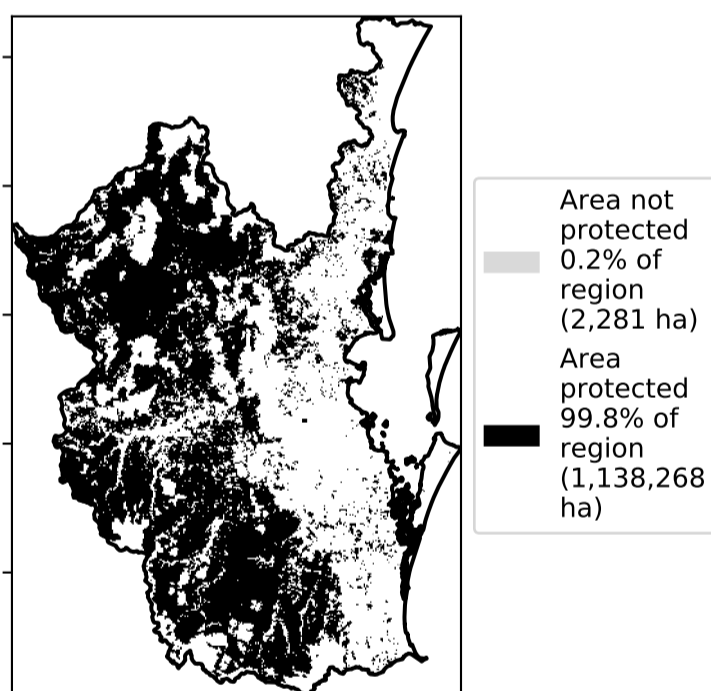 Area not
protected
0.2% of
region
(2,281 ha)
Area
protected
99.8% of
region
(1,138,268
ha)